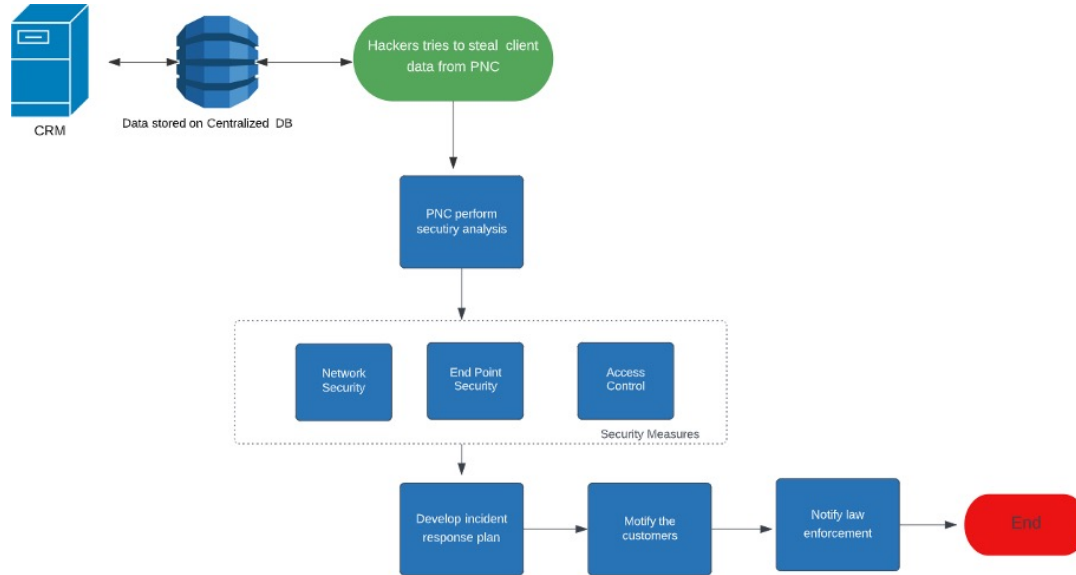 Hackers tries to steal client
data from PNC
CRM
Data stored on Centralized DB
PNC perform
secutiry analysis
Network
Security
End Point
Security
Access
Control
Security Measures
Develop incident
response plan
Motify the
customers
Notify law
enforcement
End